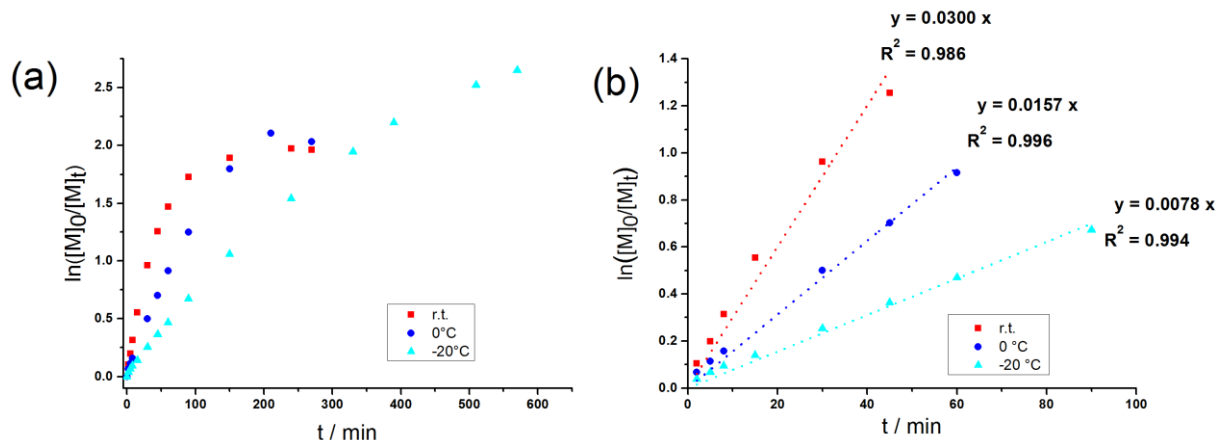 (a)
ln([M]0/[M]t)
2.5
2.0
1.5
1.0
0.5
0.0
0 100 200 300 400 500 600
t / min
r.t.
0°C
-20°C
(b)
ln([M]0/[M]t)
1.4
1.2
1.0
0.8
0.6
0.4
0.2
0.0
0 20 40 60 80 100
t / min
y = 0.0300 x
R² = 0.986
y = 0.0157 x
R² = 0.996
y = 0.0078 x
R² = 0.994
r.t.
0 °C
-20 °C